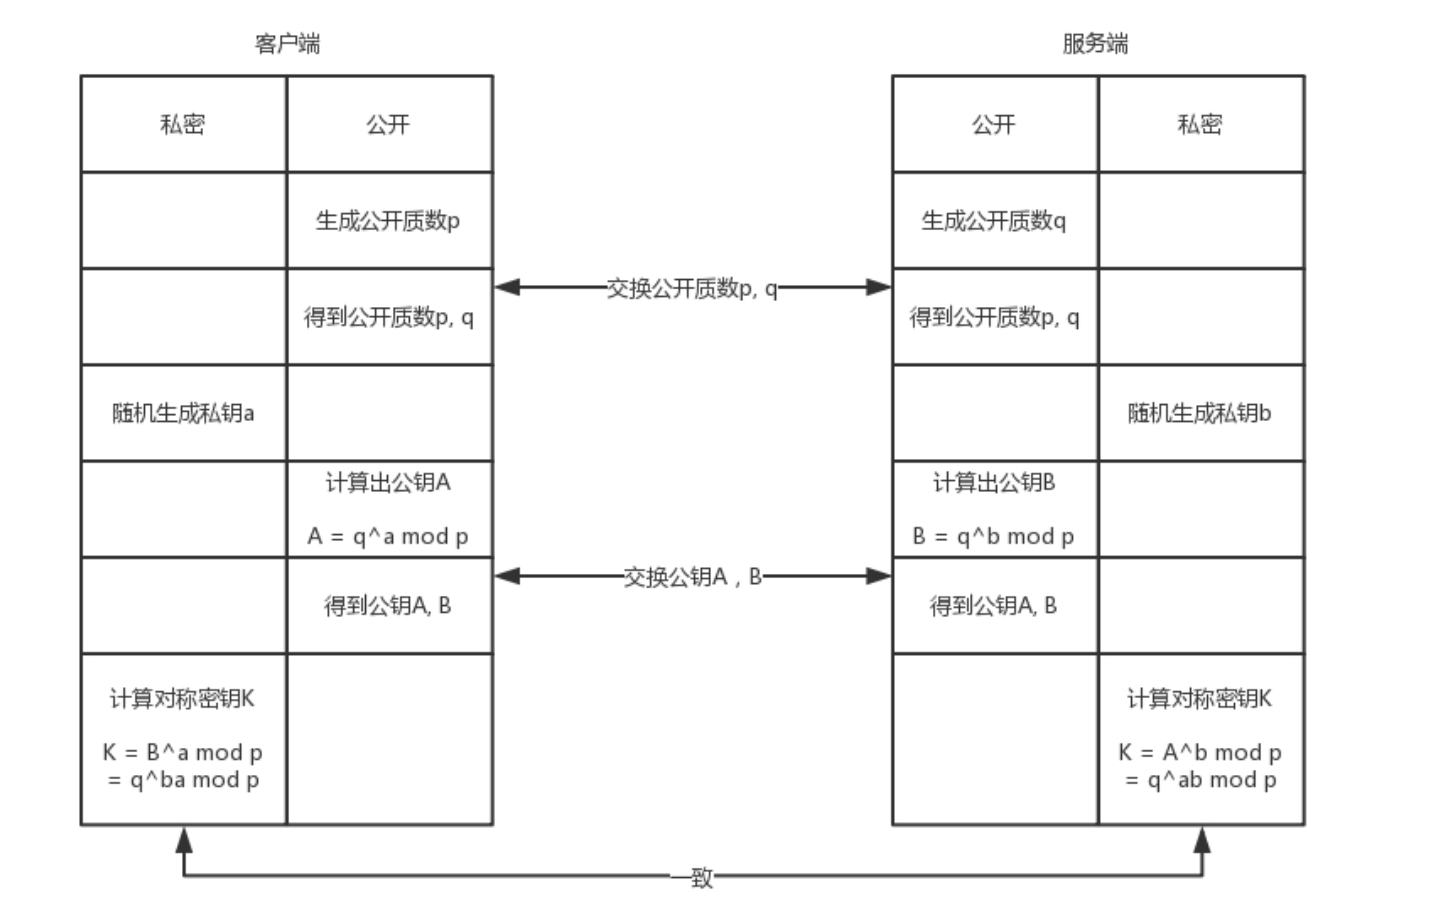 客户端
服务端
私密
公开
公开
私密
生成公开质数p
生成公开质数q
交换公开质数p, q
得到公开质数p, q
得到公开质数p, q
随机生成私钥a
随机生成私钥b
计算出公钥A
A = q^a mod p
计算出公钥B
B = q^b mod p
交换公钥A , B
得到公钥A, B
得到公钥A, B
计算对称密钥K
K = B^a mod p
= q^ba mod p
计算对称密钥K
K = A^b mod p
= q^ab mod p
一致